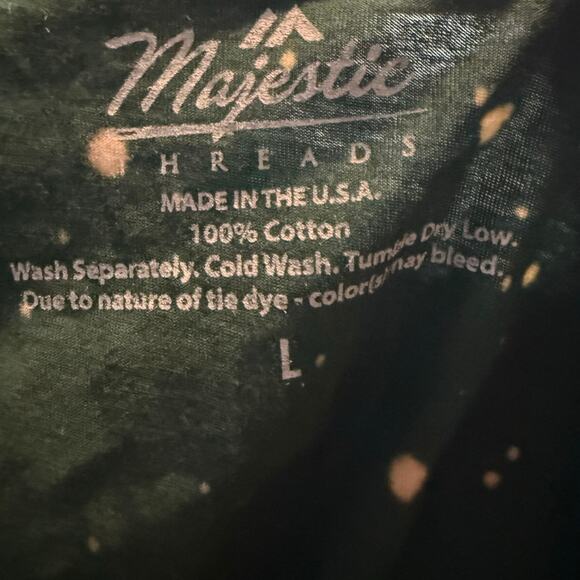 Majestic
THREADS
MADE IN THE U.S.A.
100% Cotton
Wash Separately. Cold Wash. Tumble Dry Low.
Due to nature of tie dye - color(s) may bleed.
L